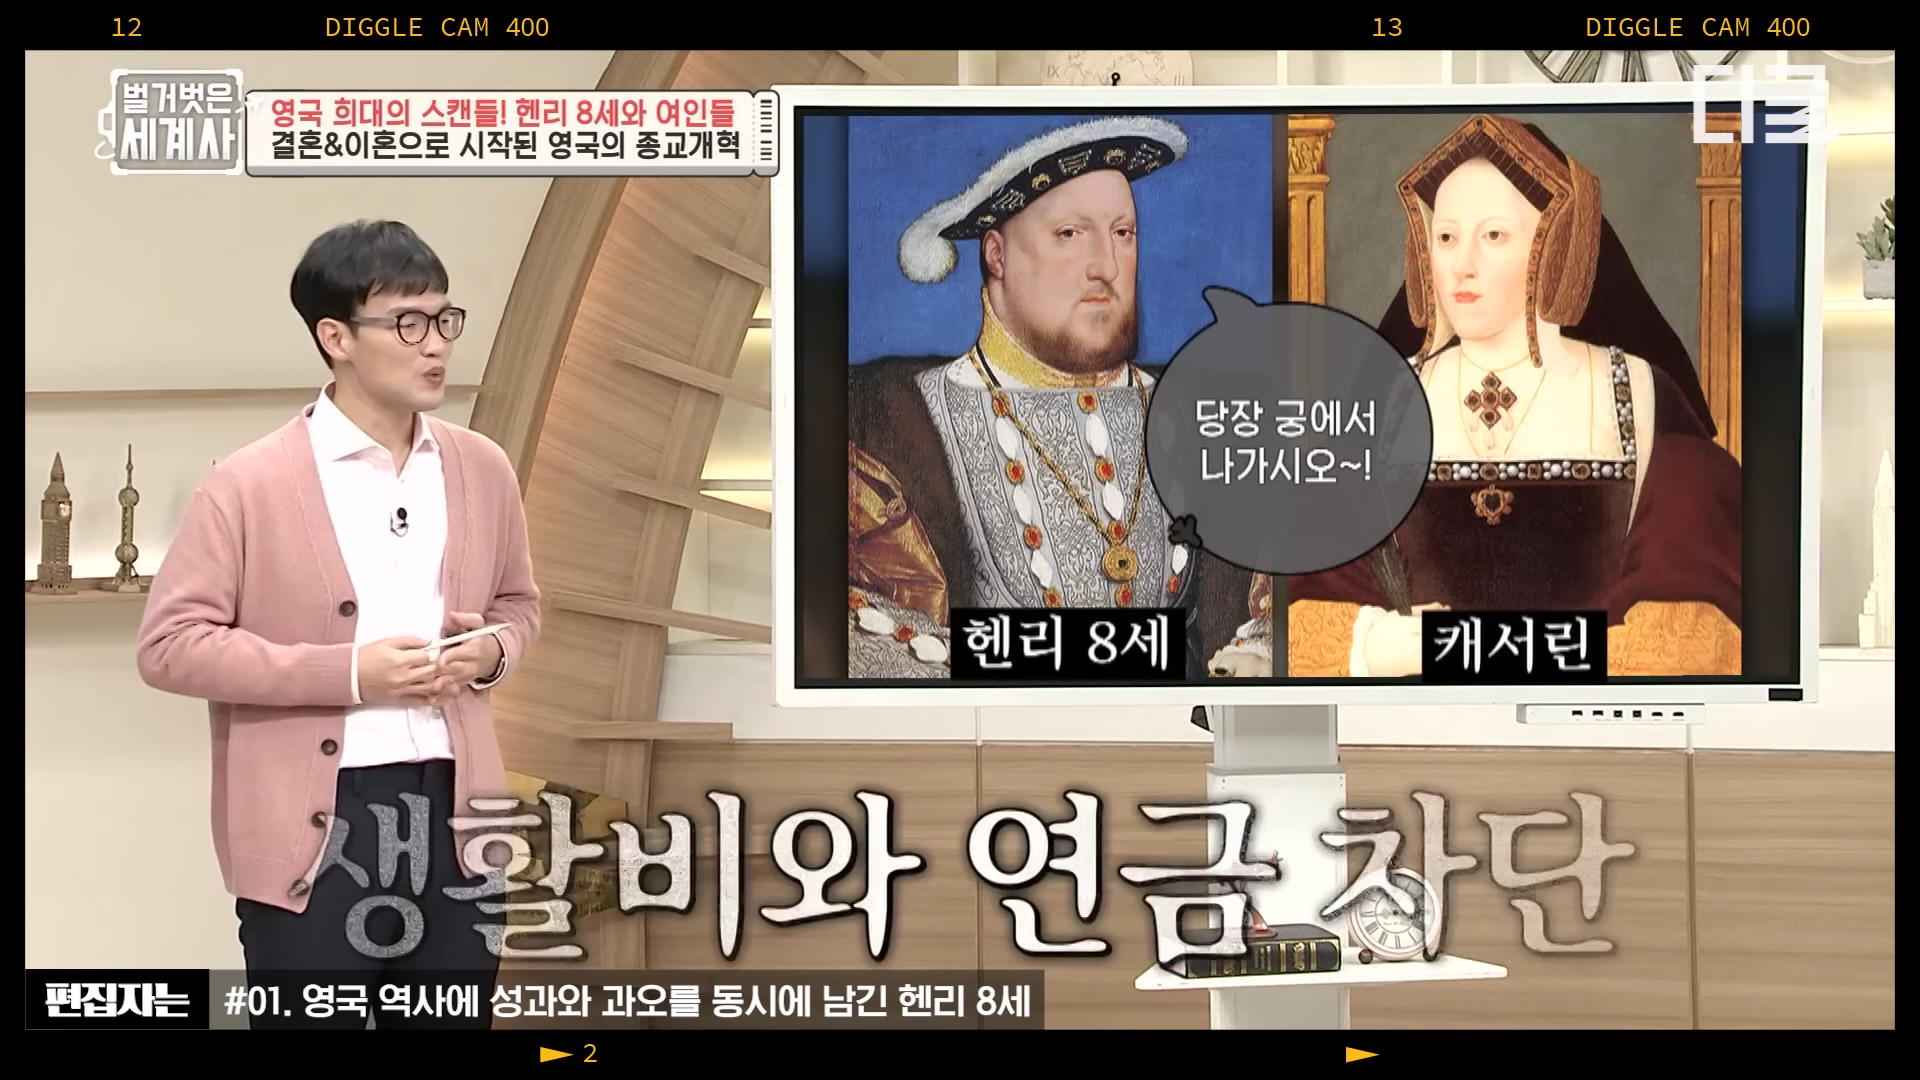 12 DIGGLE CAM 400 13 DIGGLE CAM 400
벌거벗은
세계사
영국 희대의 스캔들! 헨리 8세와 여인들
결혼&이혼으로 시작된 영국의 종교개혁
디글
당장 궁에서
나가시오~!
헨리 8세
캐서린
생활비와 연금 차단
편집자는
#01. 영국 역사에 성과와 과오를 동시에 남긴 헨리 8세
2